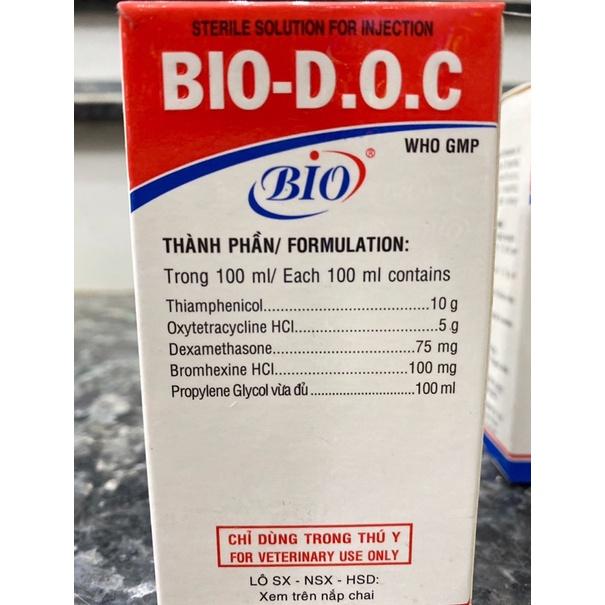 STERILE SOLUTION FOR INJECTION
BIO-D.O.C
WHO GMP
BIO®
THÀNH PHẦN/ FORMULATION:
Trong 100 ml/ Each 100 ml contains
Thiamphenicol....................................10 g
Oxytetracycline HCl.............................5 g
Dexamethasone.............................75 mg
Bromhexine HCl..........................100 mg
Propylene Glycol vừa đủ ............................100 ml
CHỈ DÙNG TRONG THÚ Y
FOR VETERINARY USE ONLY
LÔ SX - NSX - HSD:
Xem trên nắp chai